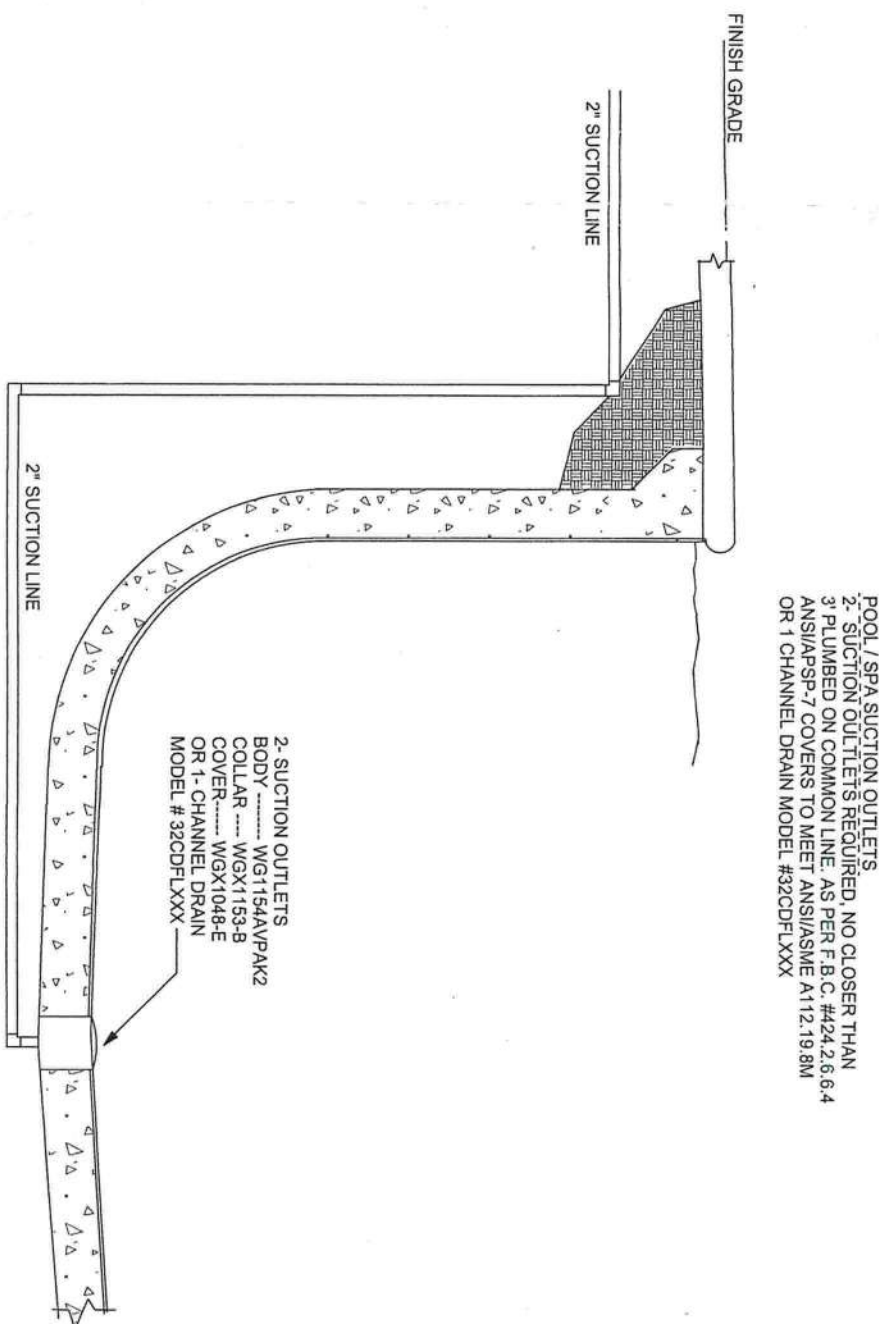 POOL / SPA SUCTION OUTLETS
2- SUCTION OULTLETS REQUIRED, NO CLOSER THAN
3' PLUMBED ON COMMON LINE. AS PER F.B.C. #424.2.6.6.4
ANSI/APSP-7 COVERS TO MEET ANSI/ASME A112.19.8M
OR 1 CHANNEL DRAIN MODEL #32CDFLXXX
FINISH GRADE
2" SUCTION LINE
2- SUCTION OUTLETS
BODY -------- WG1154AVPAK2
COLLAR ---- WGX1153-B
COVER------- WGX1048-E
OR 1- CHANNEL DRAIN
MODEL # 32CDFLXXX
2" SUCTION LINE